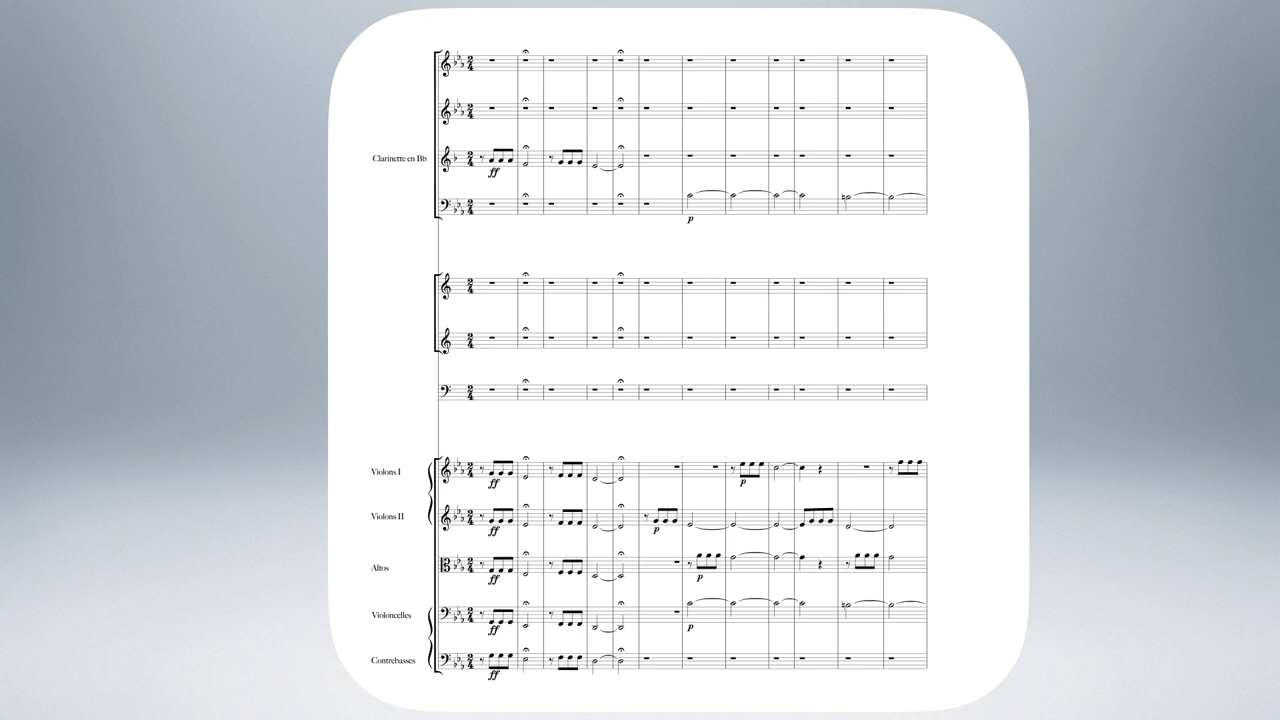 Clarinette en Bb
ff
p
Violons I
ff
p
Violons II
ff
p
Altos
ff
p
Violoncelles
ff
p
Contrebasses
ff